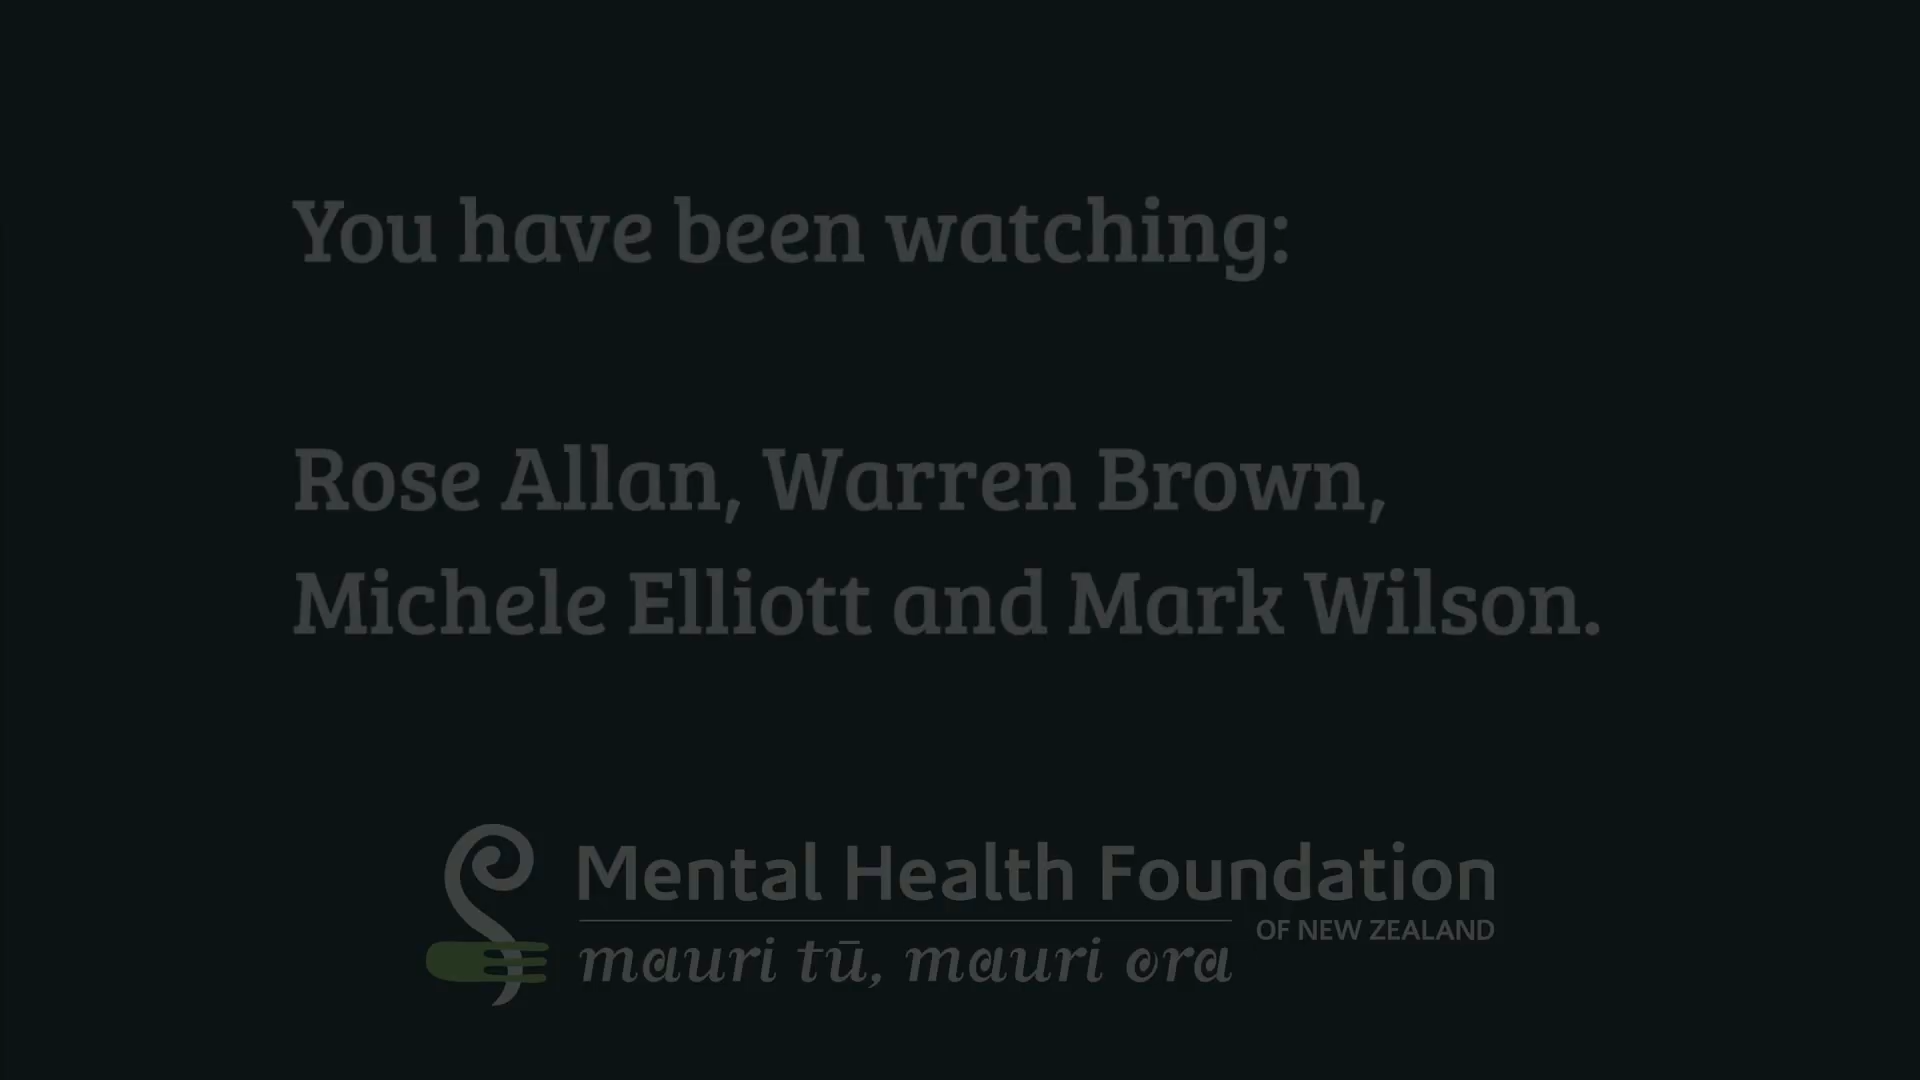 You have been watching:
Rose Allan, Warren Brown,
Michele Elliott and Mark Wilson.
Mental Health Foundation
OF NEW ZEALAND
mauri tū, mauri ora